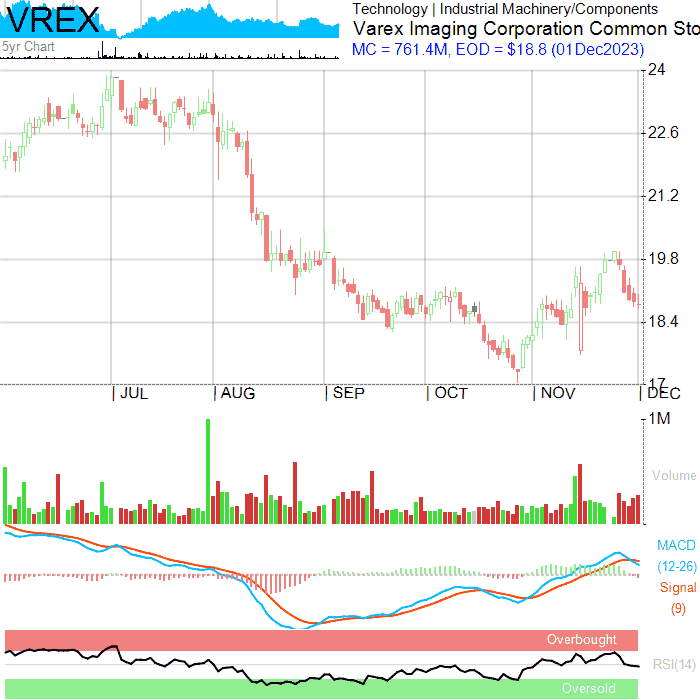 VREX
5yr Chart
Technology | Industrial Machinery/Components
Varex Imaging Corporation Common Sto
MC = 761.4M, EOD = $18.8 (01Dec2023)
24
22.6
21.2
19.8
18.4
17
| JUL | AUG | SEP | OCT | NOV | DEC
1M
Volume
MACD
(12-26)
Signal
(9)
Overbought
RSI(14)
Oversold